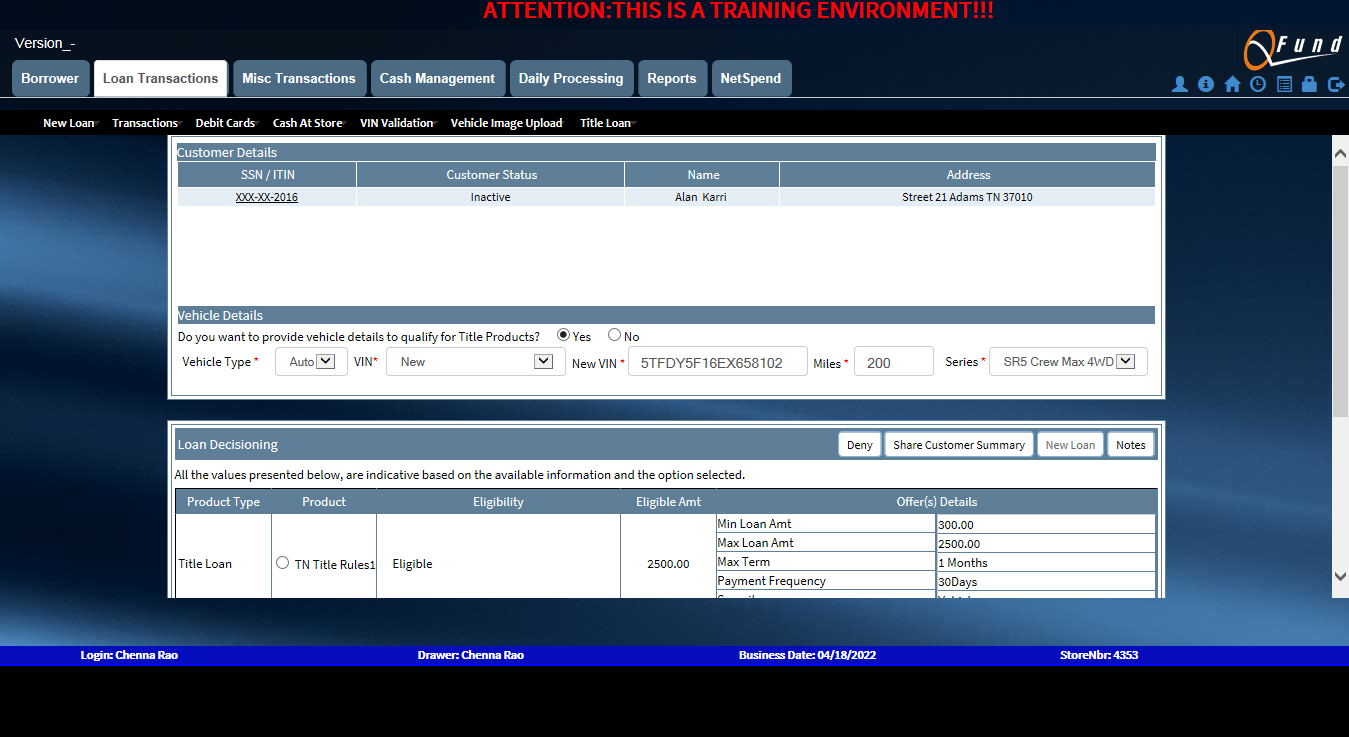 ATTENTION:THIS IS A TRAINING ENVIRONMENT!!!
Version_-
QFund
Borrower Loan Transactions Misc Transactions Cash Management Daily Processing Reports NetSpend
New Loan Transactions Debit Cards Cash At Store VIN Validation Vehicle Image Upload Title Loan
Customer Details
SSN / ITIN Customer Status Name Address
XXX-XX-2016 Inactive Alan Karri Street 21 Adams TN 37010
Vehicle Details
Do you want to provide vehicle details to qualify for Title Products? Yes No
Vehicle Type * Auto VIN* New New VIN * 5TFDY5F16EX658102 Miles * 200 Series * SR5 Crew Max 4WD
Loan Decisioning Deny Share Customer Summary New Loan Notes
All the values presented below, are indicative based on the available information and the option selected.
Product Type Product Eligibility Eligible Amt Offer(s) Details
Title Loan TN Title Rules1 Eligible 2500.00
Min Loan Amt 300.00
Max Loan Amt 2500.00
Max Term 1 Months
Payment Frequency 30Days
Login: Chenna Rao Drawer: Chenna Rao Business Date: 04/18/2022 StoreNbr: 4353